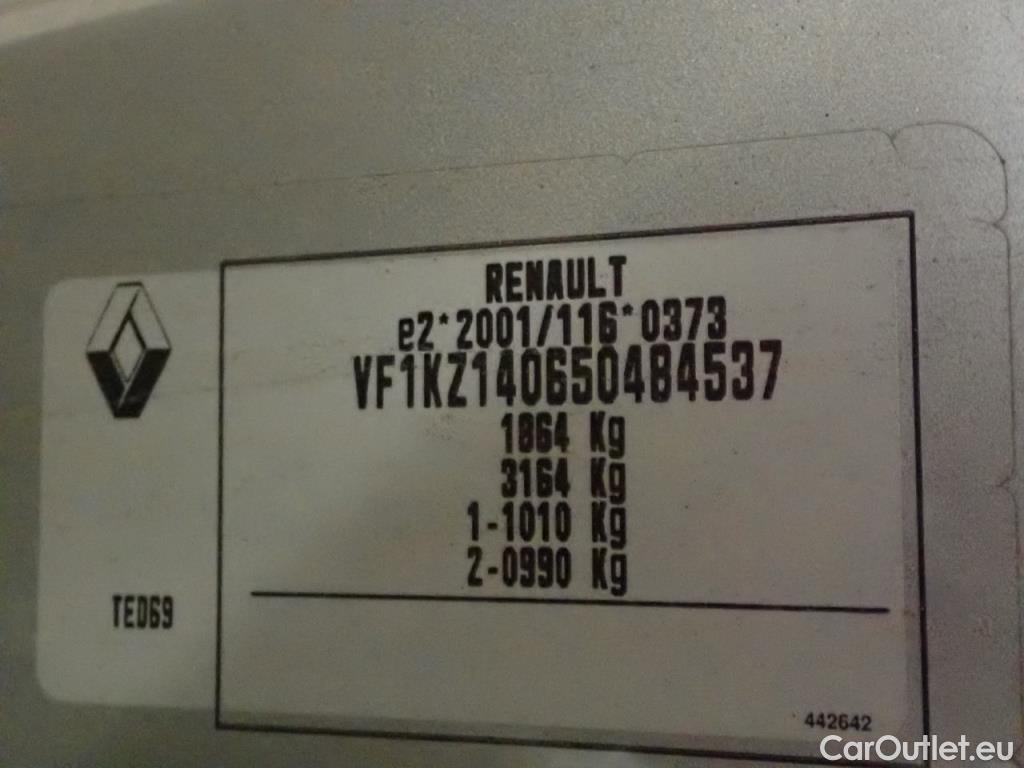 RENAULT
e2*2001/116*0373
VF1KZ140650484537
1864 Kg
3164 Kg
1-1010 Kg
2-0990 Kg
TED69
442642
CarOutlet.eu